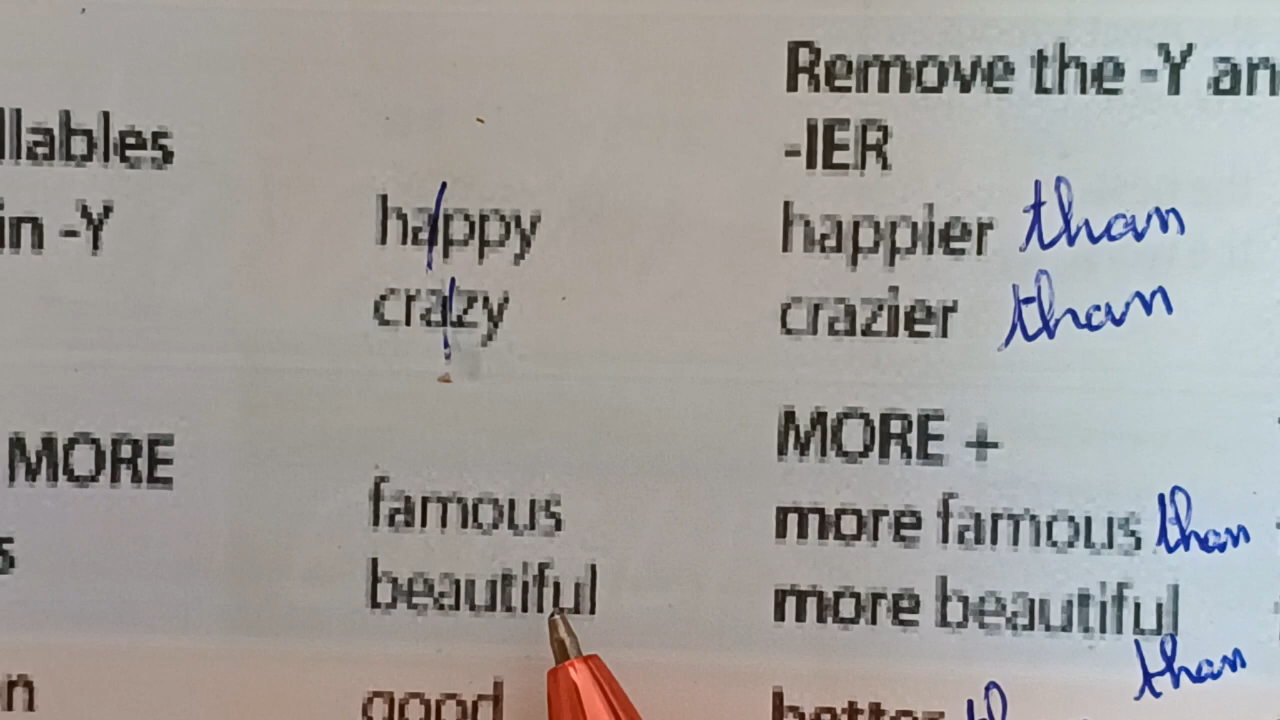 Remove the -Y an
-IER
llables
in -Y
happy
happier than
crazy
crazier than
MORE
MORE +
famous
more famous than
s
beautiful
more beautiful
than
n
good
better